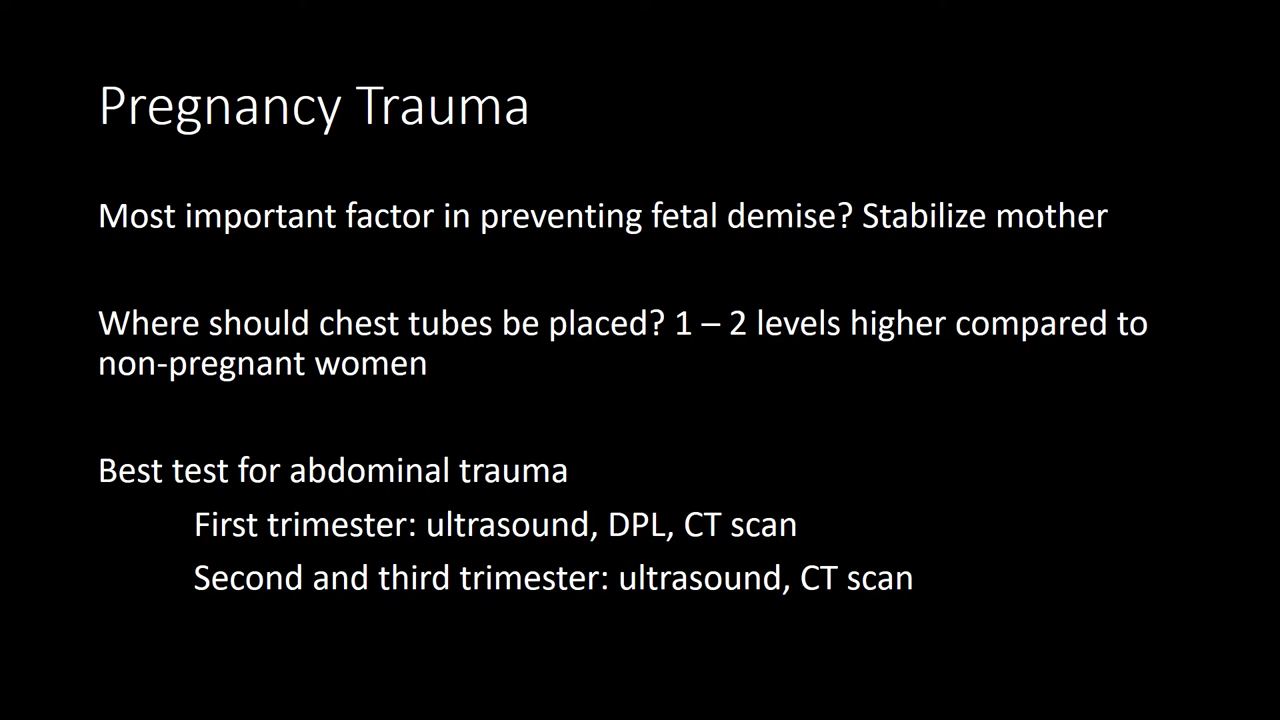 Pregnancy Trauma
Most important factor in preventing fetal demise? Stabilize mother
Where should chest tubes be placed? 1 – 2 levels higher compared to
non-pregnant women
Best test for abdominal trauma
First trimester: ultrasound, DPL, CT scan
Second and third trimester: ultrasound, CT scan